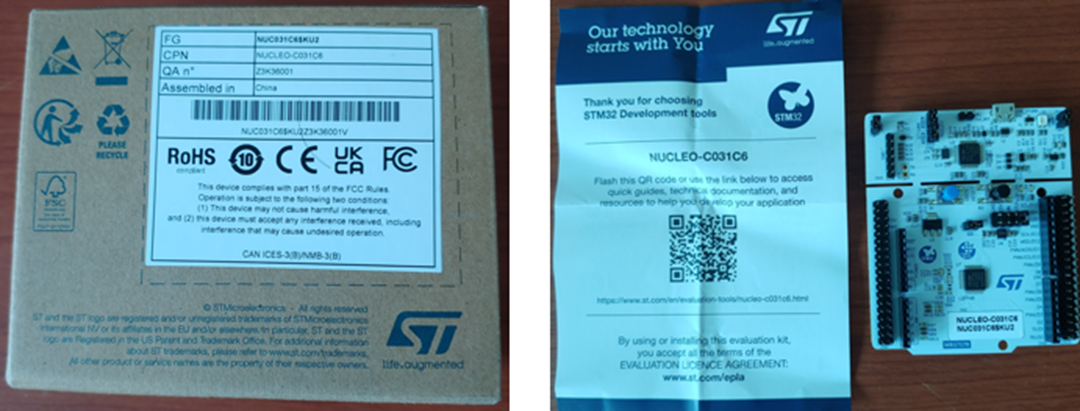 FG NUC031C6$KU2
CPN NUCLEO-C031C6
QA n° Z3K36001
Assembled in China
NUC031C6$KU2Z3K36001V
RoHS
compliant
10
CE
UK
CA
FC
PLEASE
RECYCLE
FSC
This device complies with part 15 of the FCC Rules
Operation is subject to the following two conditions:
(1) This device may not cause harmful interference,
and (2) this device must accept any interference received, including
interference that may cause undesired operation.
CAN ICES-3(B)/NMB-3(B)
© STMicroelectronics - All rights reserved
ST and the ST logo are registered and/or unregistered trademarks of STMicroelectronics
International NV or its affiliates in the EU and/or elsewhere. In particular, ST and the ST
logo are Registered in the US Patent and Trademark Office. For additional information
about ST trademarks, please refer to www.st.com/trademarks.
All other product or service names are the property of their respective owners.
ST
life.augmented
Our technology
starts with You
ST
life.augmented
Thank you for choosing
STM32 Development tools
STM32
NUCLEO-C031C6
Flash this QR code or use the link below to access
quick guides, technical documentation, and
resources to help you develop your application
https://www.st.com/en/evaluation-tools/nucleo-c031c6.html
By using or installing this evaluation kit,
you accept all the terms of the
EVALUATION LICENCE AGREEMENT:
www.st.com/epla
ST
NUCLEO-C031C6
NUC031C6$KU2